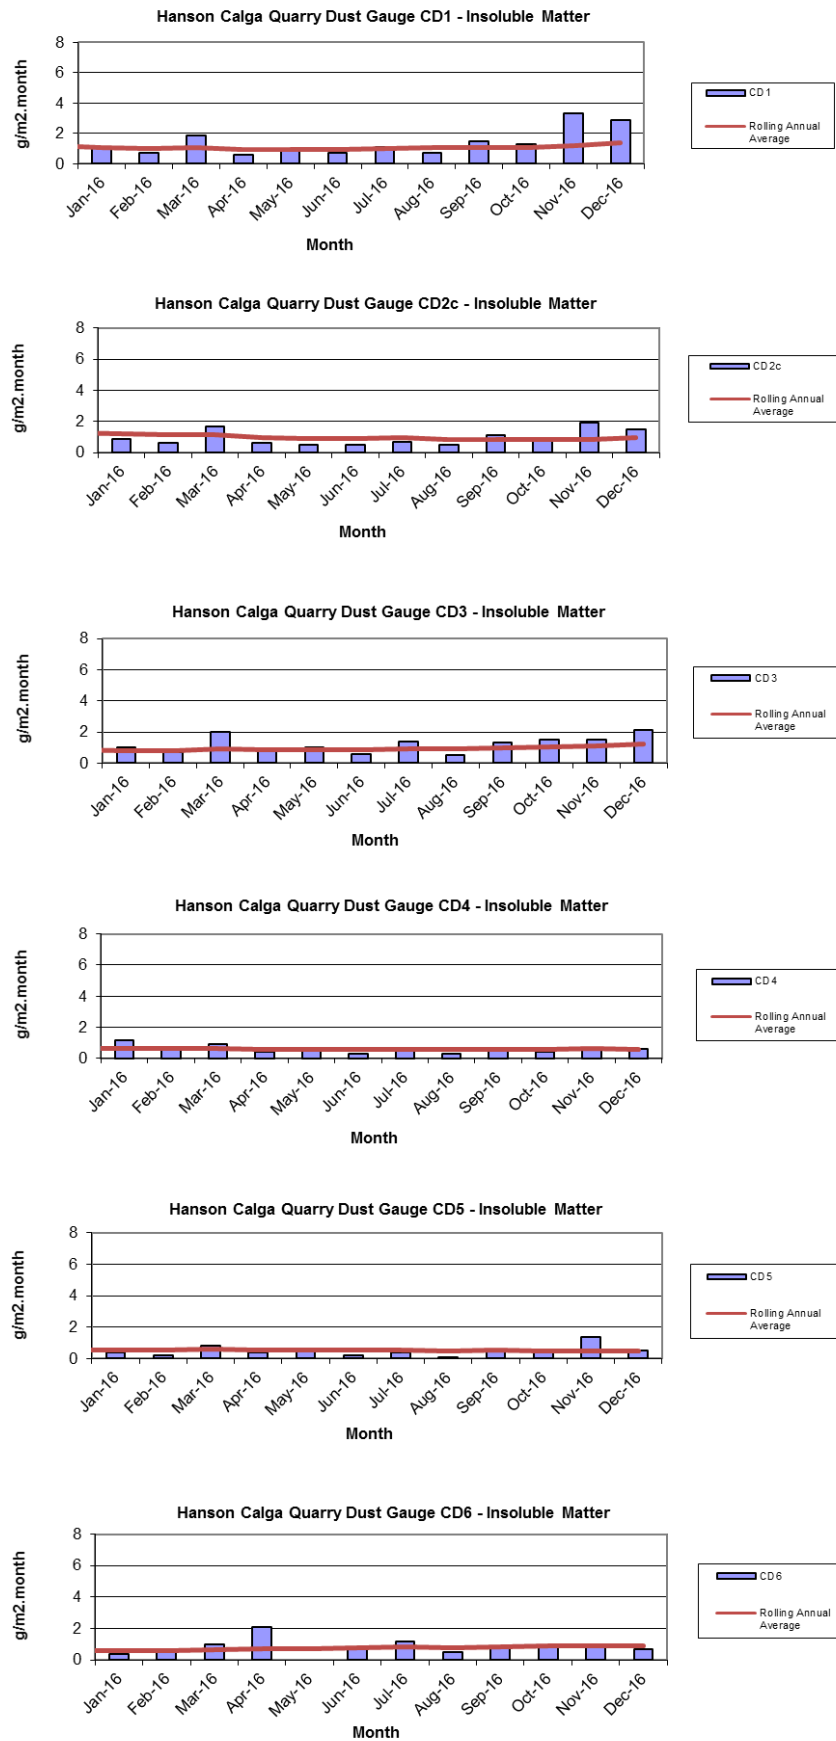 Hanson Calga Quarry Dust Gauge CD1 - Insoluble Matter
g/m2.month
8
6
4
2
0
Jan-16 Feb-16 Mar-16 Apr-16 May-16 Jun-16 Jul-16 Aug-16 Sep-16 Oct-16 Nov-16 Dec-16
Month
CD1
Rolling Annual
Average
Hanson Calga Quarry Dust Gauge CD2c - Insoluble Matter
g/m2.month
8
6
4
2
0
Jan-16 Feb-16 Mar-16 Apr-16 May-16 Jun-16 Jul-16 Aug-16 Sep-16 Oct-16 Nov-16 Dec-16
Month
CD2c
Rolling Annual
Average
Hanson Calga Quarry Dust Gauge CD3 - Insoluble Matter
g/m2.month
8
6
4
2
0
Jan-16 Feb-16 Mar-16 Apr-16 May-16 Jun-16 Jul-16 Aug-16 Sep-16 Oct-16 Nov-16 Dec-16
Month
CD3
Rolling Annual
Average
Hanson Calga Quarry Dust Gauge CD4 - Insoluble Matter
g/m2.month
8
6
4
2
0
Jan-16 Feb-16 Mar-16 Apr-16 May-16 Jun-16 Jul-16 Aug-16 Sep-16 Oct-16 Nov-16 Dec-16
Month
CD4
Rolling Annual
Average
Hanson Calga Quarry Dust Gauge CD5 - Insoluble Matter
g/m2.month
8
6
4
2
0
Jan-16 Feb-16 Mar-16 Apr-16 May-16 Jun-16 Jul-16 Aug-16 Sep-16 Oct-16 Nov-16 Dec-16
Month
CD5
Rolling Annual
Average
Hanson Calga Quarry Dust Gauge CD6 - Insoluble Matter
g/m2.month
8
6
4
2
0
Jan-16 Feb-16 Mar-16 Apr-16 May-16 Jun-16 Jul-16 Aug-16 Sep-16 Oct-16 Nov-16 Dec-16
Month
CD6
Rolling Annual
Average